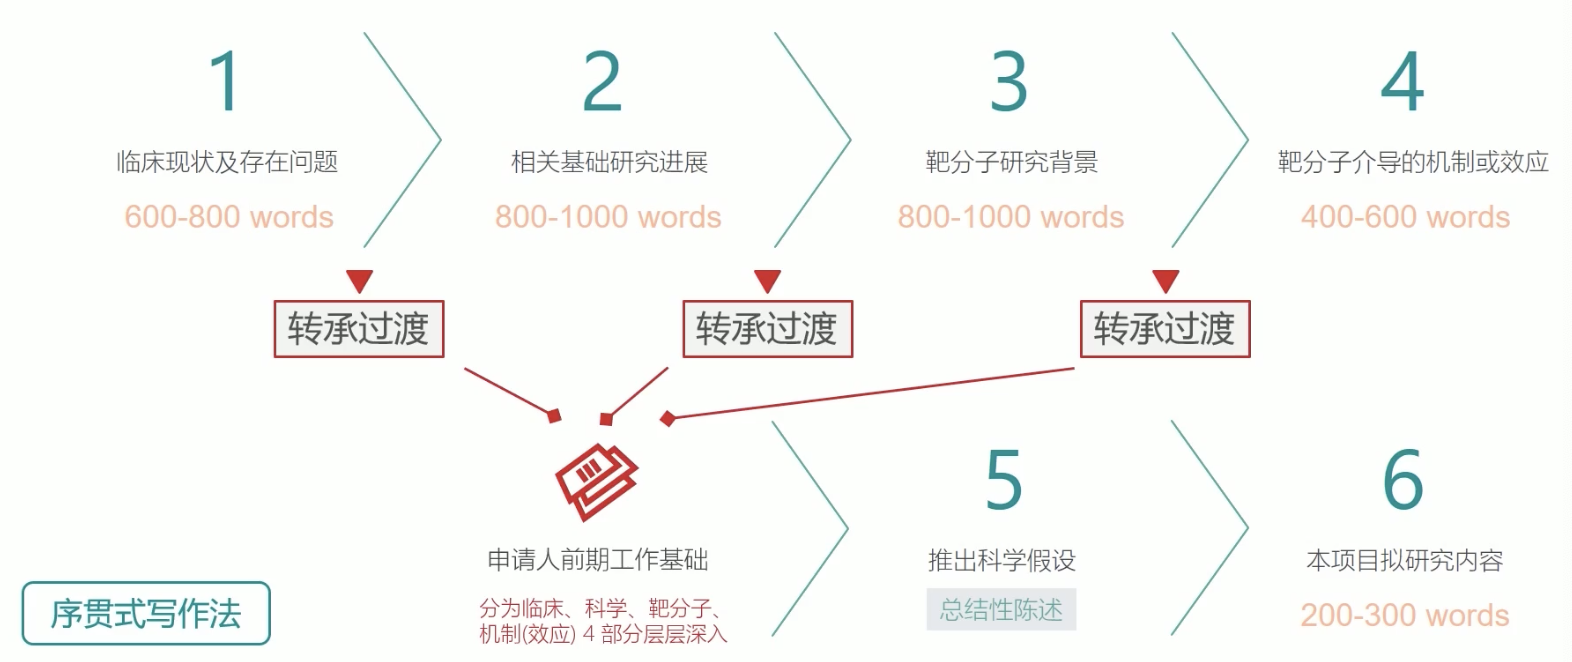 1
临床现状及存在问题
600-800 words
2
相关基础研究进展
800-1000 words
3
靶分子研究背景
800-1000 words
4
靶分子介导的机制或效应
400-600 words
转承过渡
转承过渡
转承过渡
申请人前期工作基础
分为临床、科学、靶分子、
机制(效应) 4 部分层层深入
5
推出科学假设
总结性陈述
6
本项目拟研究内容
200-300 words
序贯式写作法